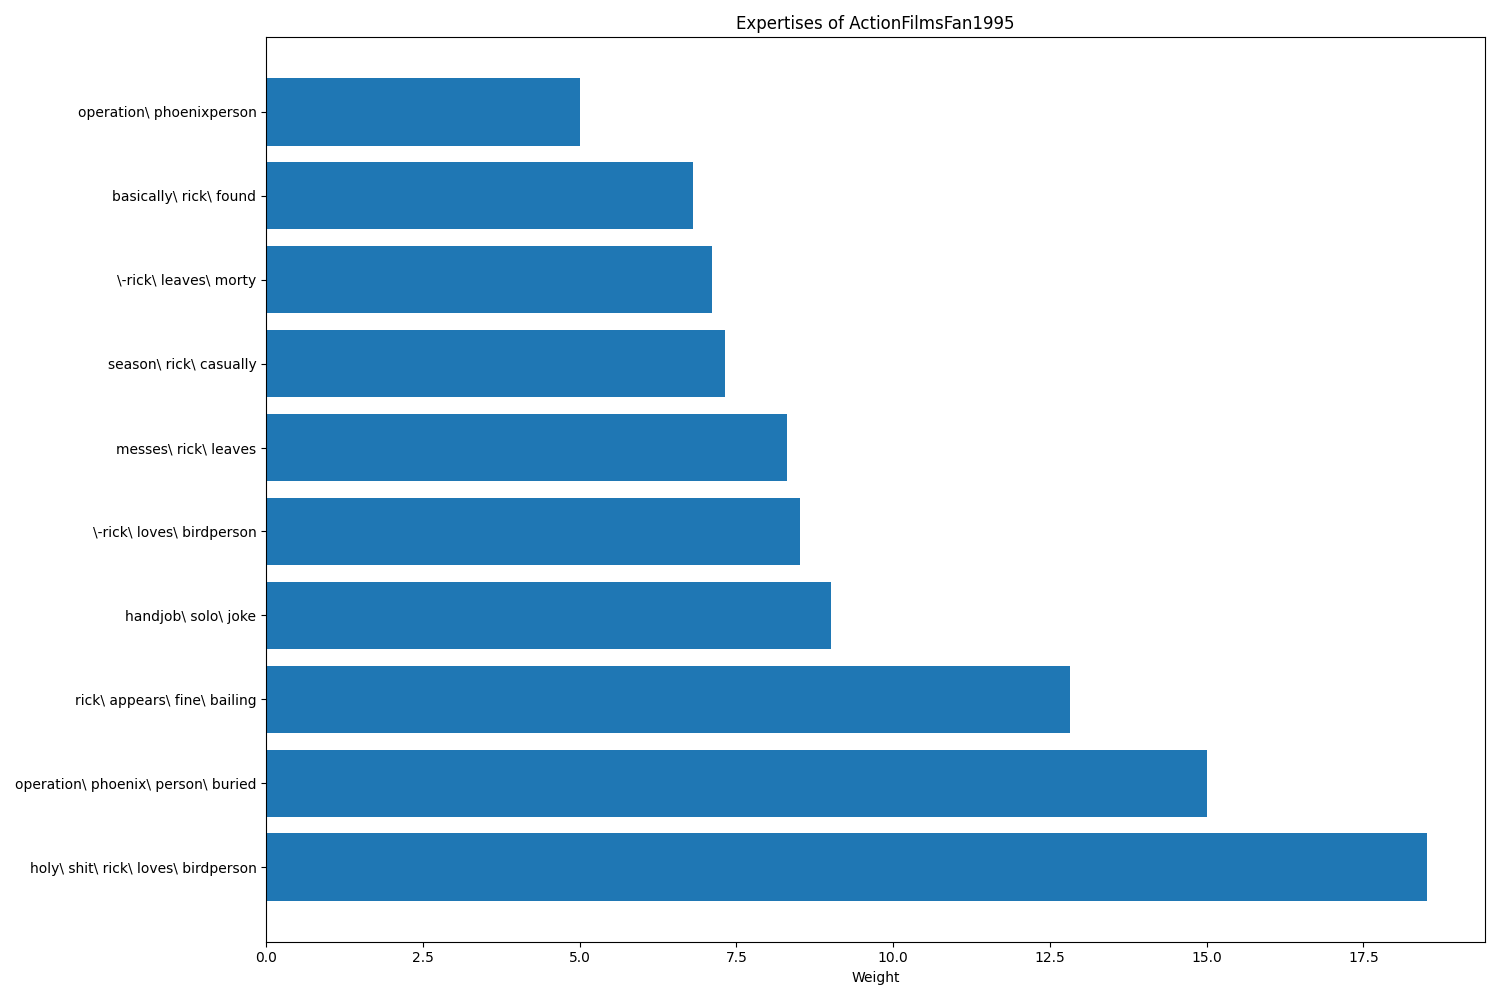 Expertises of ActionFilmsFan1995
operation\ phoenixperson
basically\ rick\ found
\-rick\ leaves\ morty
season\ rick\ casually
messes\ rick\ leaves
\-rick\ loves\ birdperson
handjob\ solo\ joke
rick\ appears\ fine\ bailing
operation\ phoenix\ person\ buried
holy\ shit\ rick\ loves\ birdperson
0.0 2.5 5.0 7.5 10.0 12.5 15.0 17.5
Weight